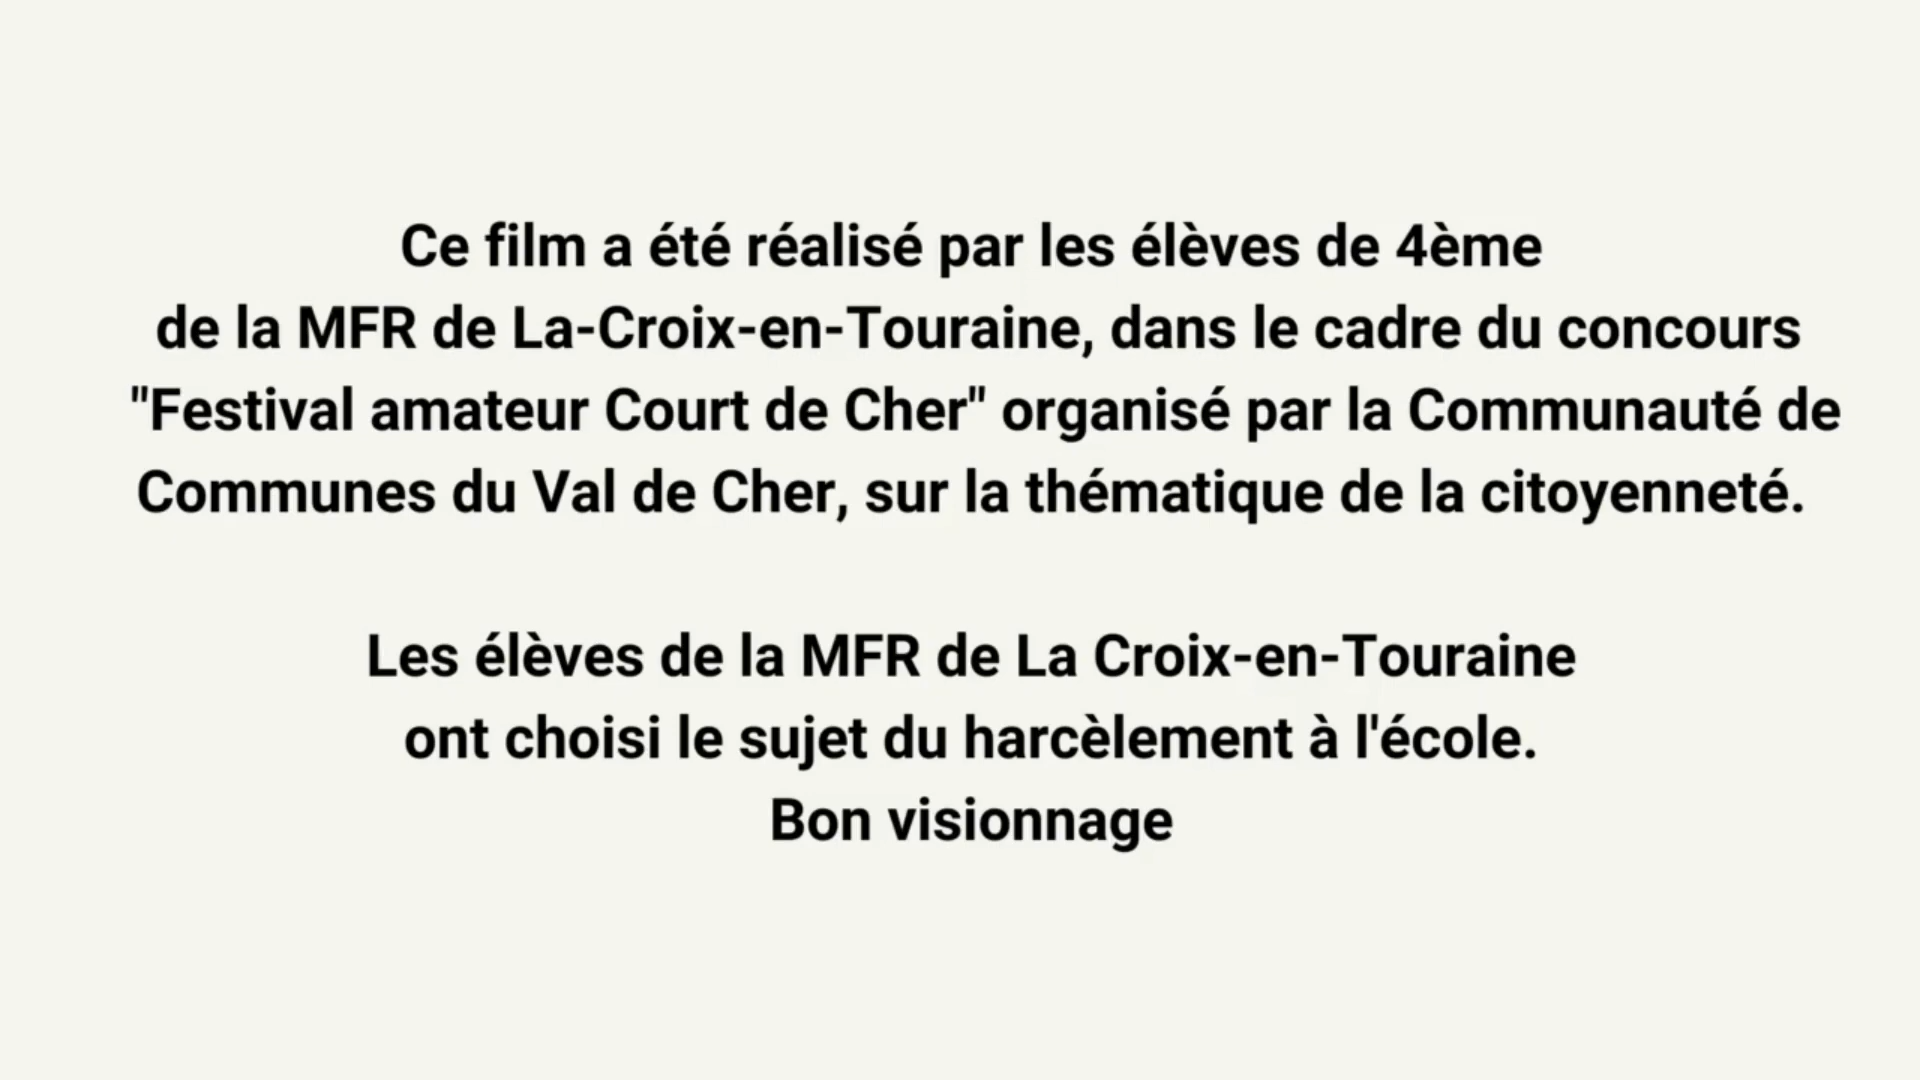 Ce film a été réalisé par les élèves de 4ème
de la MFR de La-Croix-en-Touraine, dans le cadre du concours
"Festival amateur Court de Cher" organisé par la Communauté de
Communes du Val de Cher, sur la thématique de la citoyenneté.
Les élèves de la MFR de La Croix-en-Touraine
ont choisi le sujet du harcèlement à l'école.
Bon visionnage